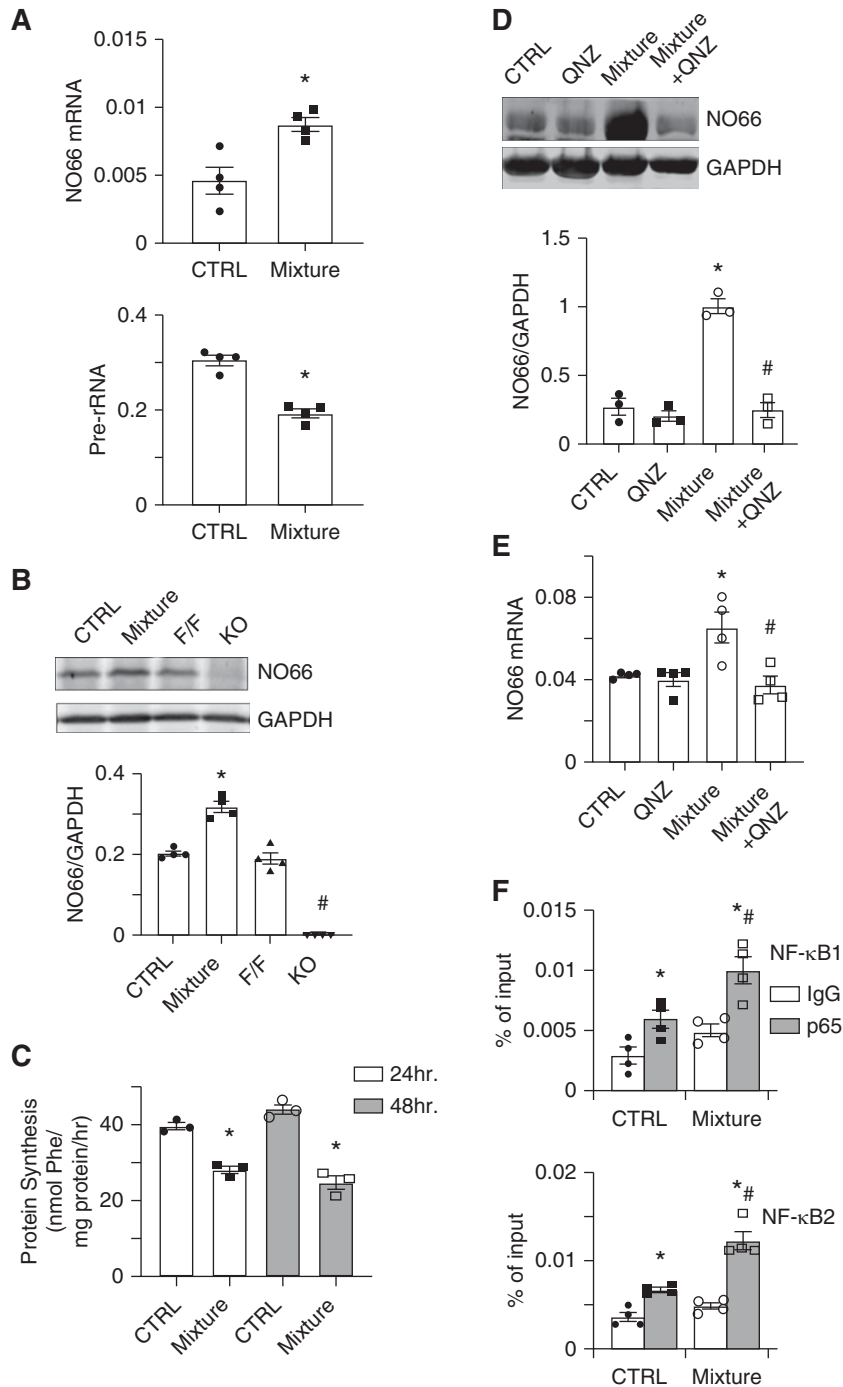 A
0.015
0.01
0.005
0
NO66 mRNA
*
CTRL Mixture
0.4
0.2
0
Pre-rRNA
*
CTRL Mixture
B
CTRL Mixture F/F KO
NO66
GAPDH
0.4
0.2
0
NO66/GAPDH
*
#
CTRL Mixture F/F KO
C
24hr.
48hr.
40
20
0
Protein Synthesis
(nmol Phe/
mg protein/hr)
* *
CTRL Mixture CTRL Mixture
D
CTRL QNZ Mixture Mixture
+QNZ
NO66
GAPDH
1.5
1
0.5
0
NO66/GAPDH
*
#
CTRL QNZ Mixture Mixture
+QNZ
E
0.08
0.04
0
NO66 mRNA
*
#
CTRL QNZ Mixture Mixture
+QNZ
F
0.015
0.01
0.005
0
% of input
*
*#
NF-κB1
IgG
p65
CTRL Mixture
0.02
0.01
0
% of input
*
*#
NF-κB2
CTRL Mixture